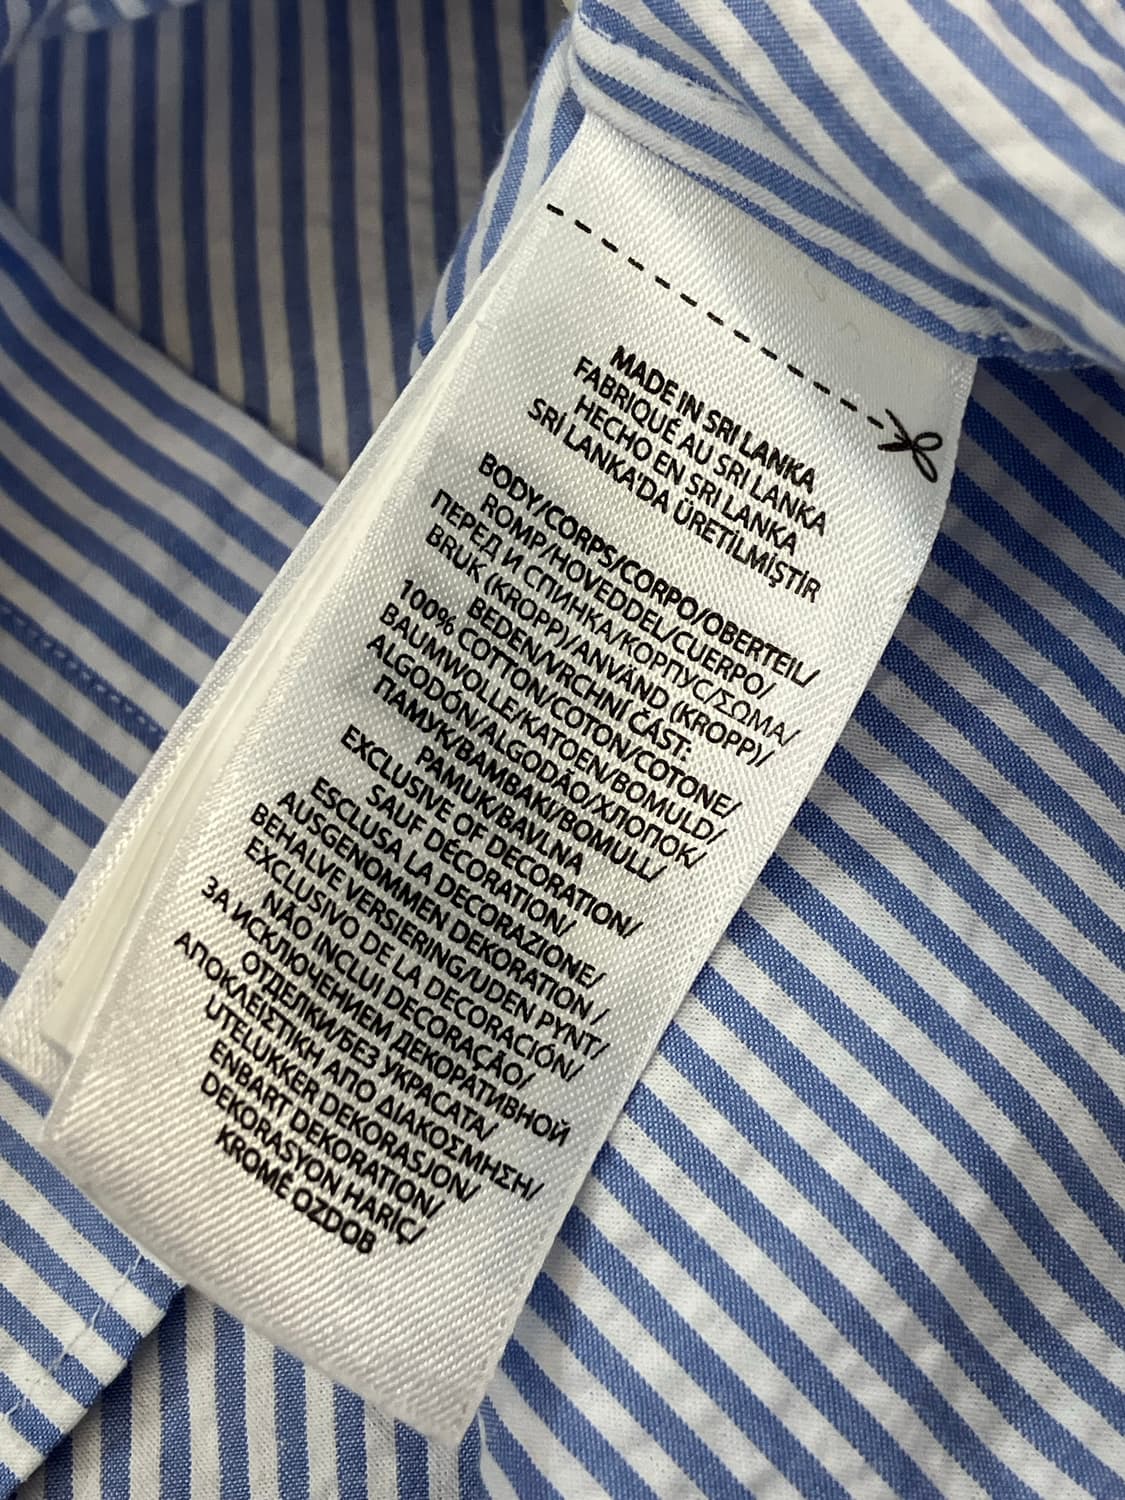 MADE IN SRI LANKA
FABRIQUÉ AU SRI LANKA
HECHO EN SRI LANKA
SRİ LANKA'DA ÜRETİLMİŞTİR
BODY/CORPS/CORPO/OBERTEIL/
ROMP/HOVEDDEL/CUERPO/
ПЕРЕД И СПИНКА/КОРПУС/ΣΩΜΑ/
BRUK (KROPP)/ANVÄND (KROPP)/
BEDEN/VRCHNÍ ČÁST:
100% COTTON/COTON/COTONE/
BAUMWOLLE/KATOEN/BOMULD/
ALGODÓN/ALGODÃO/ХЛОПОК/
ПАМУК/ΒΑΜΒΑΚΙ/BOMULL/
PAMUK/BAVLNA
EXCLUSIVE OF DECORATION/
SAUF DÉCORATION/
ESCLUSA LA DECORAZIONE/
AUSGENOMMEN DEKORATION /
BEHALVE VERSIERING/UDEN PYNT/
EXCLUSIVO DE LA DECORACIÓN/
NÃO INCLUI DECORAÇÃO/
ЗА ИСКЛЮЧЕНИЕМ ДЕКОРАТИВНОЙ
ОТДЕЛКИ/БЕЗ УКРАСАТА/
ΑΠΟΚΛΕΙΣΤΙΚΗ ΑΠΟ ΔΙΑΚΟΣΜΗΣΗ/
UTELUKKER DEKORASJON/
ENBART DEKORATION/
DEKORASYON HARİÇ/
KROMĚ OZDOB